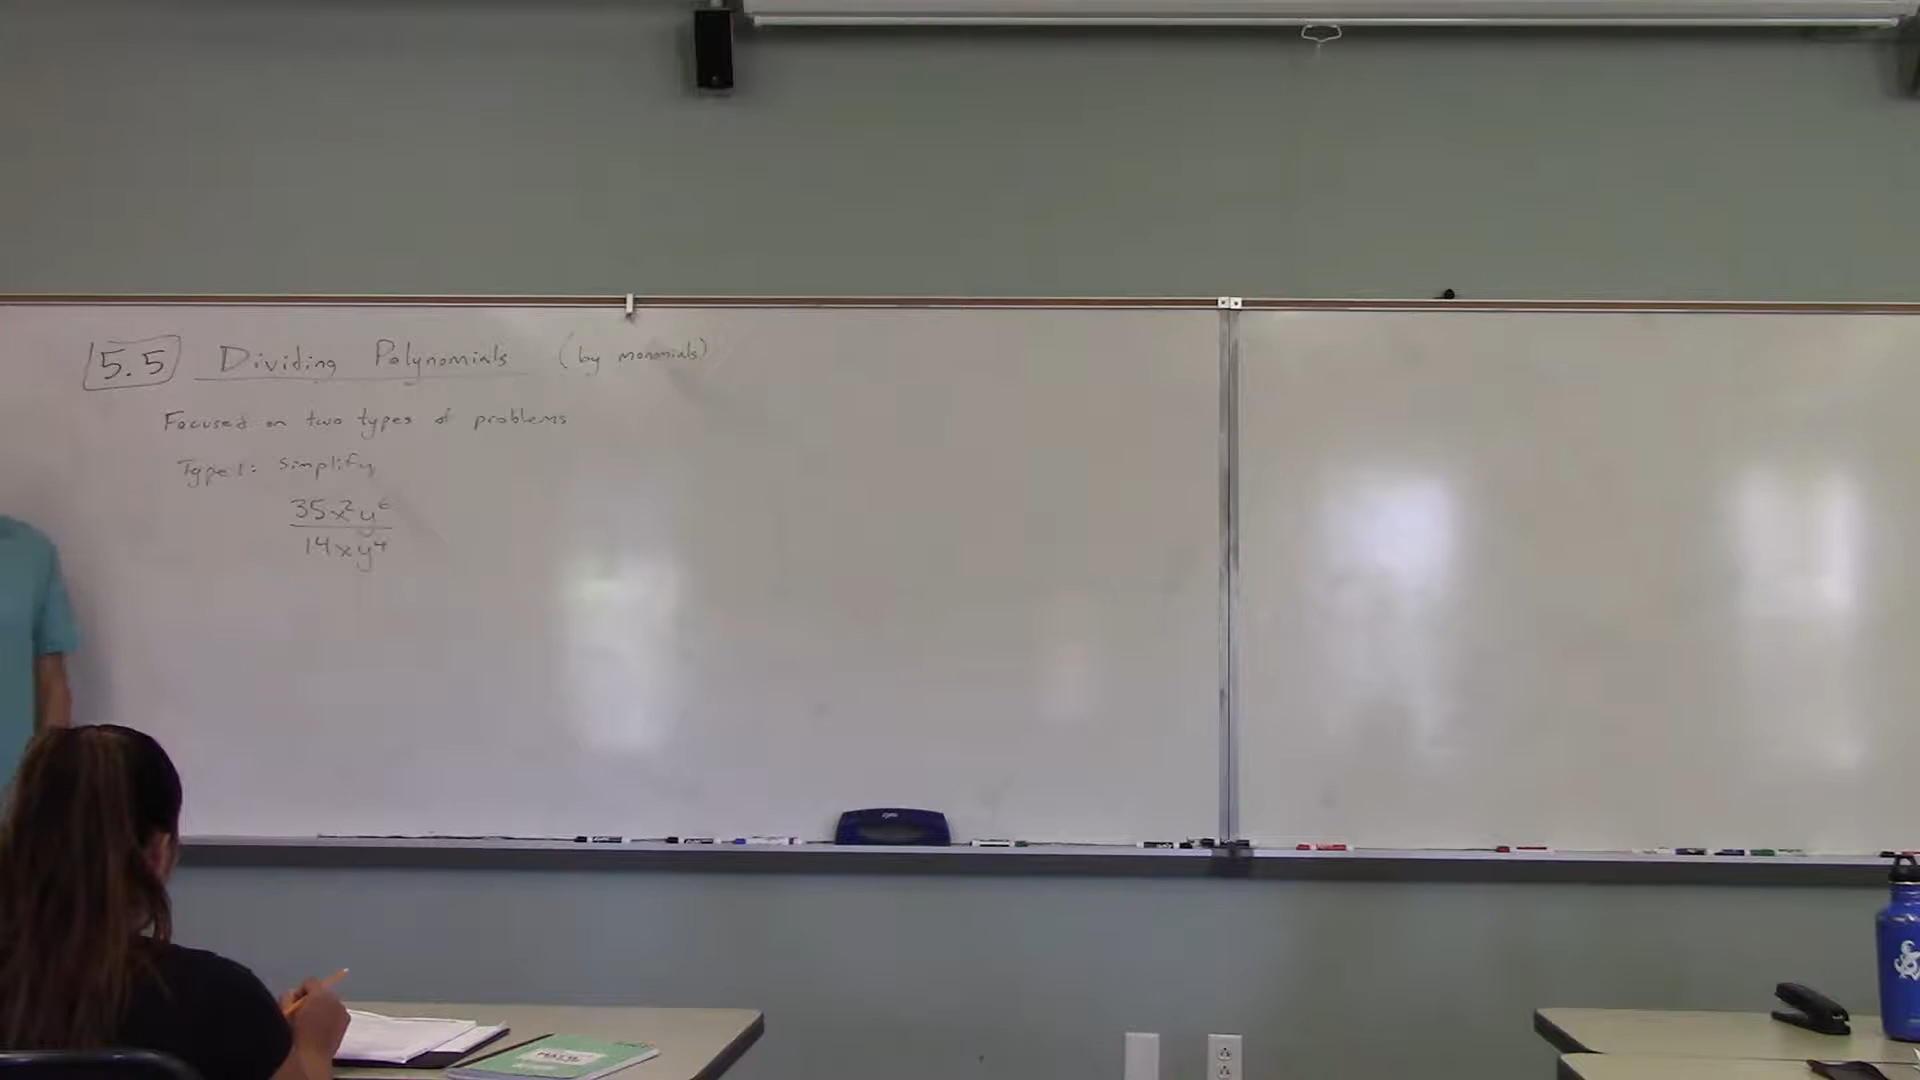 5.5 Dividing Polynomials (by monomials)
Focused on two types of problems
Type 1: Simplify
35x²y⁶
14xy⁴